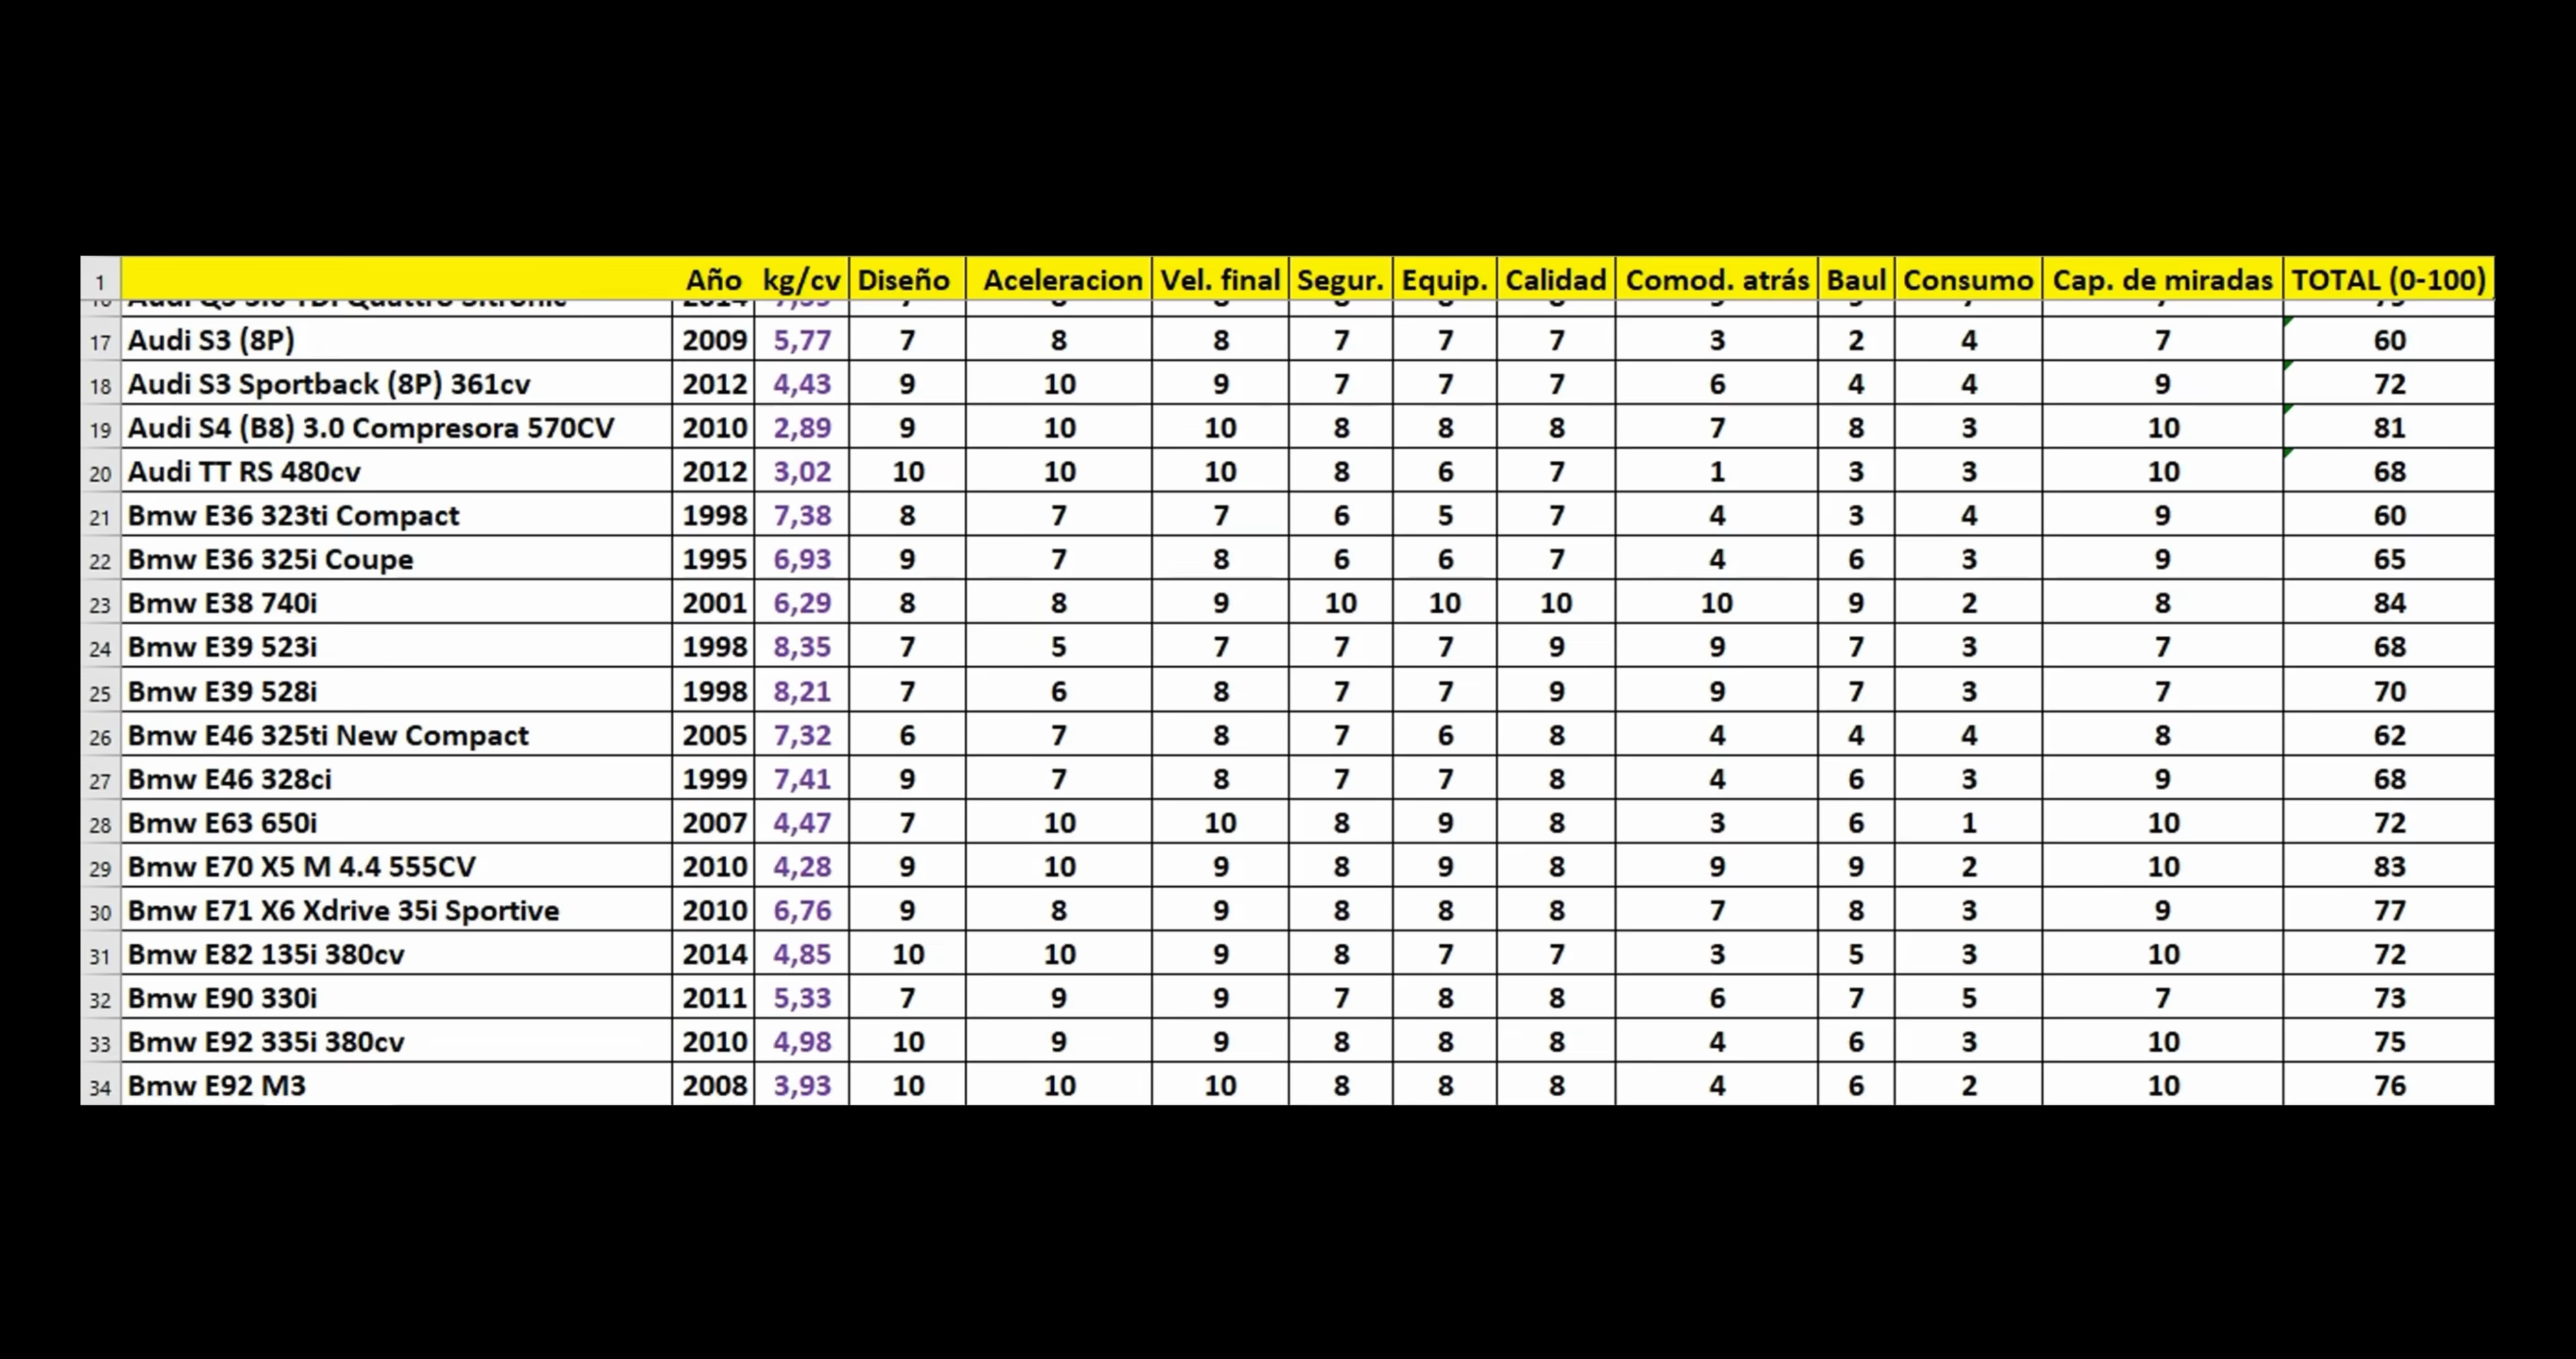 1 Año kg/cv Diseño Aceleracion Vel. final Segur. Equip. Calidad Comod. atrás Baul Consumo Cap. de miradas TOTAL (0-100)
17 Audi S3 (8P) 2009 5,77 7 8 8 7 7 7 3 2 4 7 60
18 Audi S3 Sportback (8P) 361cv 2012 4,43 9 10 9 7 7 7 6 4 4 9 72
19 Audi S4 (B8) 3.0 Compresora 570CV 2010 2,89 9 10 10 8 8 8 7 8 3 10 81
20 Audi TT RS 480cv 2012 3,02 10 10 10 8 6 7 1 3 3 10 68
21 Bmw E36 323ti Compact 1998 7,38 8 7 7 6 5 7 4 3 4 9 60
22 Bmw E36 325i Coupe 1995 6,93 9 7 8 6 6 7 4 6 3 9 65
23 Bmw E38 740i 2001 6,29 8 8 9 10 10 10 10 9 2 8 84
24 Bmw E39 523i 1998 8,35 7 5 7 7 7 9 9 7 3 7 68
25 Bmw E39 528i 1998 8,21 7 6 8 7 7 9 9 7 3 7 70
26 Bmw E46 325ti New Compact 2005 7,32 6 7 8 7 6 8 4 4 4 8 62
27 Bmw E46 328ci 1999 7,41 9 7 8 7 7 8 4 6 3 9 68
28 Bmw E63 650i 2007 4,47 7 10 10 8 9 8 3 6 1 10 72
29 Bmw E70 X5 M 4.4 555CV 2010 4,28 9 10 9 8 9 8 9 9 2 10 83
30 Bmw E71 X6 Xdrive 35i Sportive 2010 6,76 9 8 9 8 8 8 7 8 3 9 77
31 Bmw E82 135i 380cv 2014 4,85 10 10 9 8 7 7 3 5 3 10 72
32 Bmw E90 330i 2011 5,33 7 9 9 7 8 8 6 7 5 7 73
33 Bmw E92 335i 380cv 2010 4,98 10 9 9 8 8 8 4 6 3 10 75
34 Bmw E92 M3 2008 3,93 10 10 10 8 8 8 4 6 2 10 76